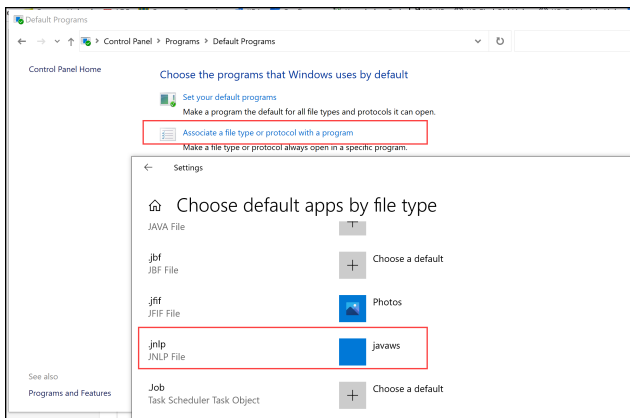 Default Programs
Control Panel > Programs > Default Programs
Control Panel Home
Choose the programs that Windows uses by default
Set your default programs
Make a program the default for all file types and protocols it can open.
Associate a file type or protocol with a program
Make a file type or protocol always open in a specific program.
Settings
Choose default apps by file type
JAVA File
.jbf
Choose a default
JBF File
.jfif
Photos
JFIF File
.jnlp
javaws
JNLP File
.Job
Choose a default
Task Scheduler Task Object
See also
Programs and Features